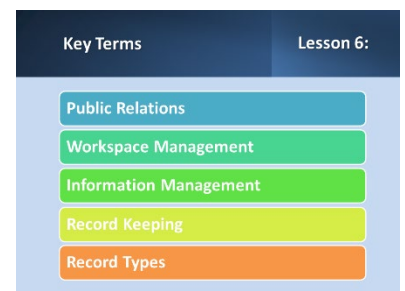 Key Terms
Lesson 6:
Public Relations
Workspace Management
Information Management
Record Keeping
Record Types